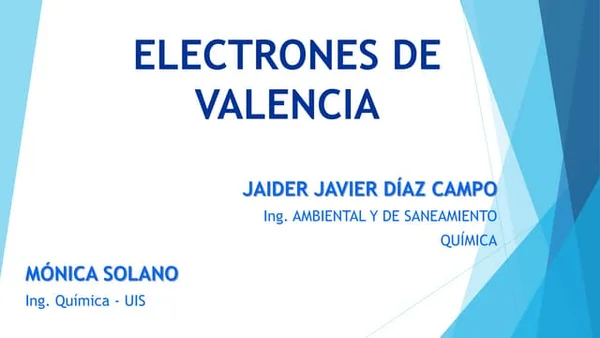 ELECTRONES DE
VALENCIA
JAIDER JAVIER DÍAZ CAMPO
Ing. AMBIENTAL Y DE SANEAMIENTO
QUÍMICA
MÓNICA SOLANO
Ing. Química - UIS